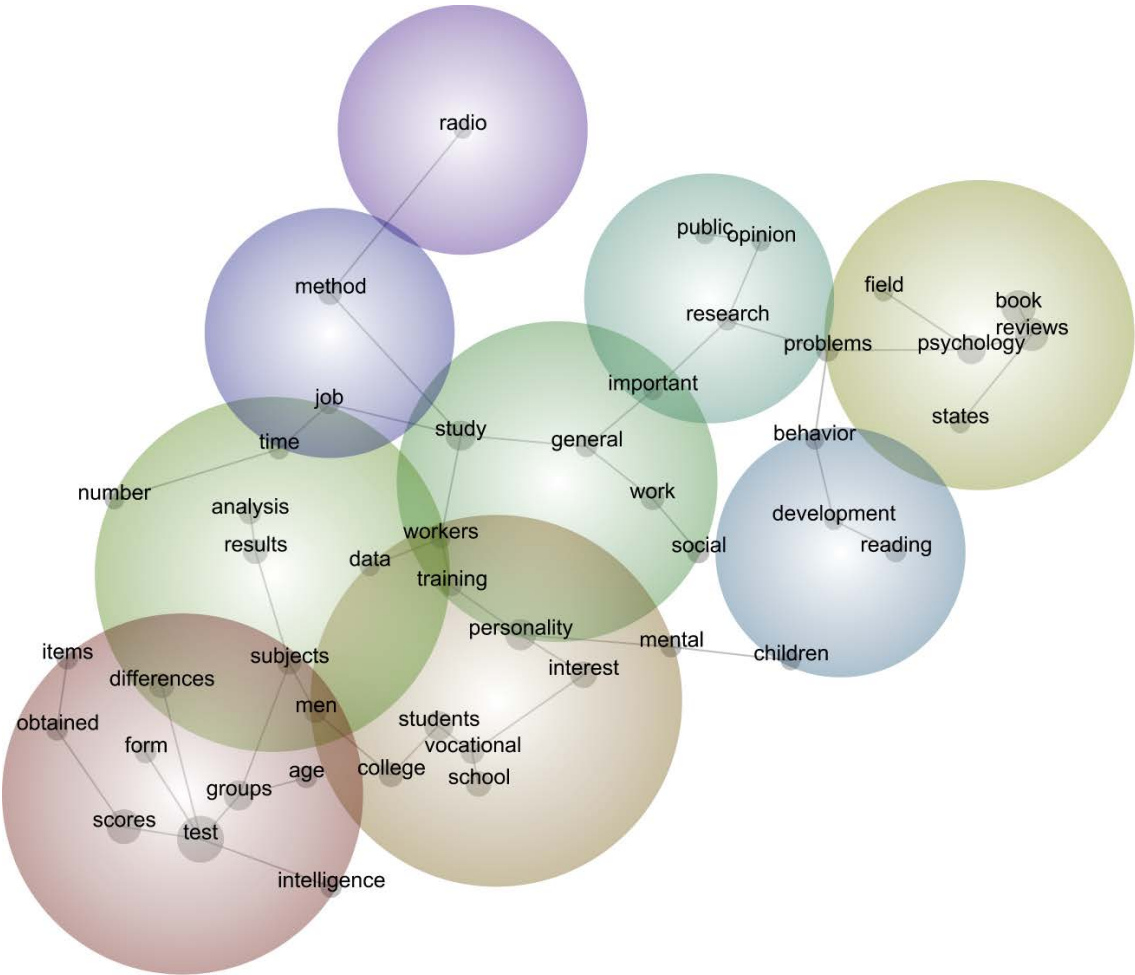 radio
public
opinion
method
field
book
research
reviews
problems
psychology
important
job
states
study
general
behavior
time
number
work
analysis
development
workers
results
social
reading
data
training
personality
mental
items
subjects
children
interest
differences
men
obtained
students
form
vocational
age
college
school
groups
scores
test
intelligence